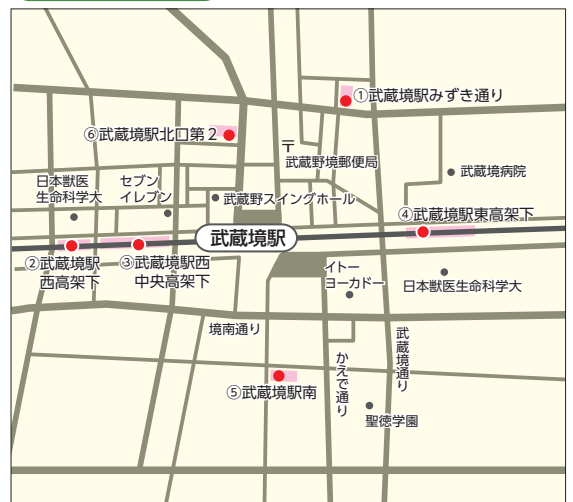 ①武蔵境駅みずき通り
⑥武蔵境駅北口第2
〒
武蔵野境郵便局
武蔵境病院
日本獣医
生命科学大
セブン
イレブン
武蔵野スイングホール
④武蔵境駅東高架下
武蔵境駅
②武蔵境駅
西高架下
③武蔵境駅西
中央高架下
イトー
ヨーカドー
日本獣医生命科学大
境南通り
武蔵境通り
かえで通り
⑤武蔵境駅南
聖徳学園